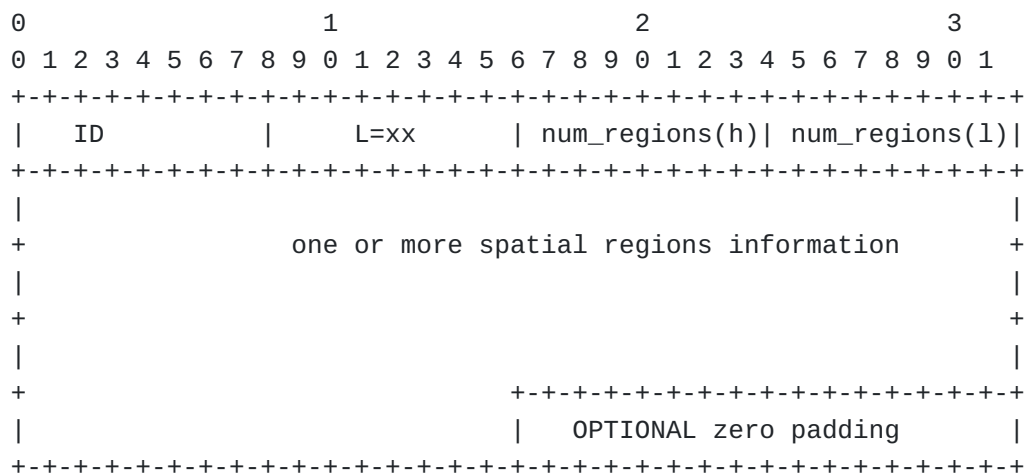 0                   1                   2                   3
0 1 2 3 4 5 6 7 8 9 0 1 2 3 4 5 6 7 8 9 0 1 2 3 4 5 6 7 8 9 0 1
+-+-+-+-+-+-+-+-+-+-+-+-+-+-+-+-+-+-+-+-+-+-+-+-+-+-+-+-+-+-+-+-+
|   ID          |     L=xx      | num_regions(h)| num_regions(l)|
+-+-+-+-+-+-+-+-+-+-+-+-+-+-+-+-+-+-+-+-+-+-+-+-+-+-+-+-+-+-+-+-+
|                                                               |
+                 one or more spatial regions information       +
|                                                               |
+                                                               +
|                                                               |
+                               +-+-+-+-+-+-+-+-+-+-+-+-+-+-+-+-+
|                               |   OPTIONAL zero padding       |
+-+-+-+-+-+-+-+-+-+-+-+-+-+-+-+-+-+-+-+-+-+-+-+-+-+-+-+-+-+-+-+-+